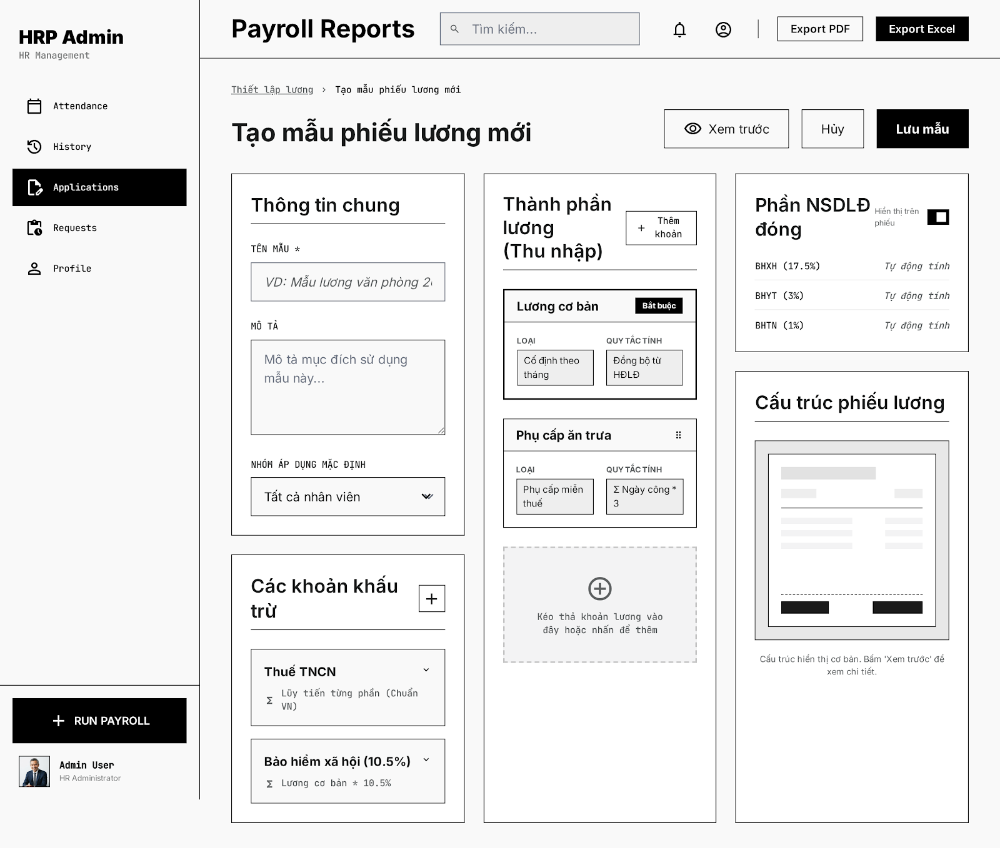 HRP Admin
HR Management
Attendance
History
Applications
Requests
Profile
RUN PAYROLL
Admin User
HR Administrator
Payroll Reports
Tìm kiếm...
Export PDF
Export Excel
Thiết lập lương › Tạo mẫu phiếu lương mới
Tạo mẫu phiếu lương mới
Xem trước
Hủy
Lưu mẫu
Thông tin chung
TÊN MẪU *
VD: Mẫu lương văn phòng 2
MÔ TẢ
Mô tả mục đích sử dụng
mẫu này...
NHÓM ÁP DỤNG MẶC ĐỊNH
Tất cả nhân viên
Các khoản khấu
trừ
Thuế TNCN
Σ Lũy tiến từng phần (Chuẩn
VN)
Bảo hiểm xã hội (10.5%)
Σ Lương cơ bản * 10.5%
Thành phần
lương
(Thu nhập)
Thêm
khoản
Lương cơ bản
Bắt buộc
LOẠI
Cố định theo
tháng
QUY TẮC TÍNH
Đồng bộ từ
HĐLĐ
Phụ cấp ăn trưa
LOẠI
Phụ cấp miễn
thuế
QUY TẮC TÍNH
Σ Ngày công *
3
Kéo thả khoản lương vào
đây hoặc nhấn để thêm
Phần NSDLĐ
đóng
Hiển thị trên
phiếu
BHXH (17.5%) Tự động tính
BHYT (3%) Tự động tính
BHTN (1%) Tự động tính
Cấu trúc phiếu lương
Cấu trúc hiển thị cơ bản. Bấm 'Xem trước' để
xem chi tiết.